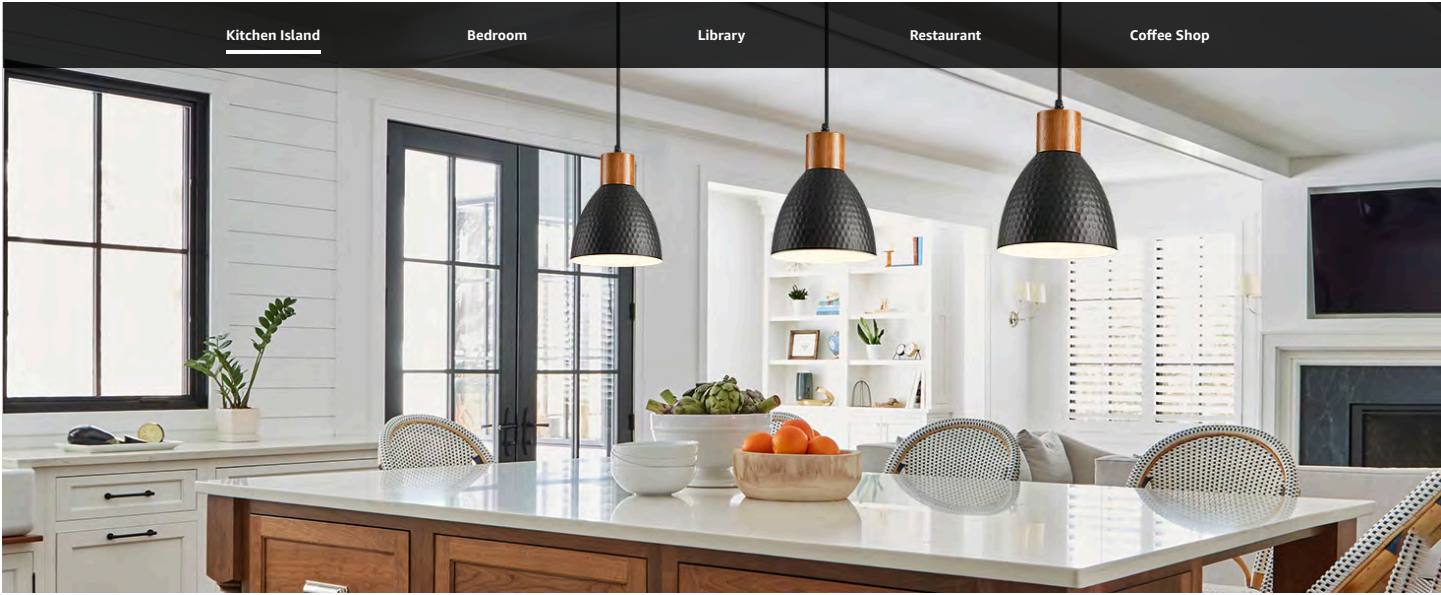 Kitchen Island
Bedroom
Library
Restaurant
Coffee Shop